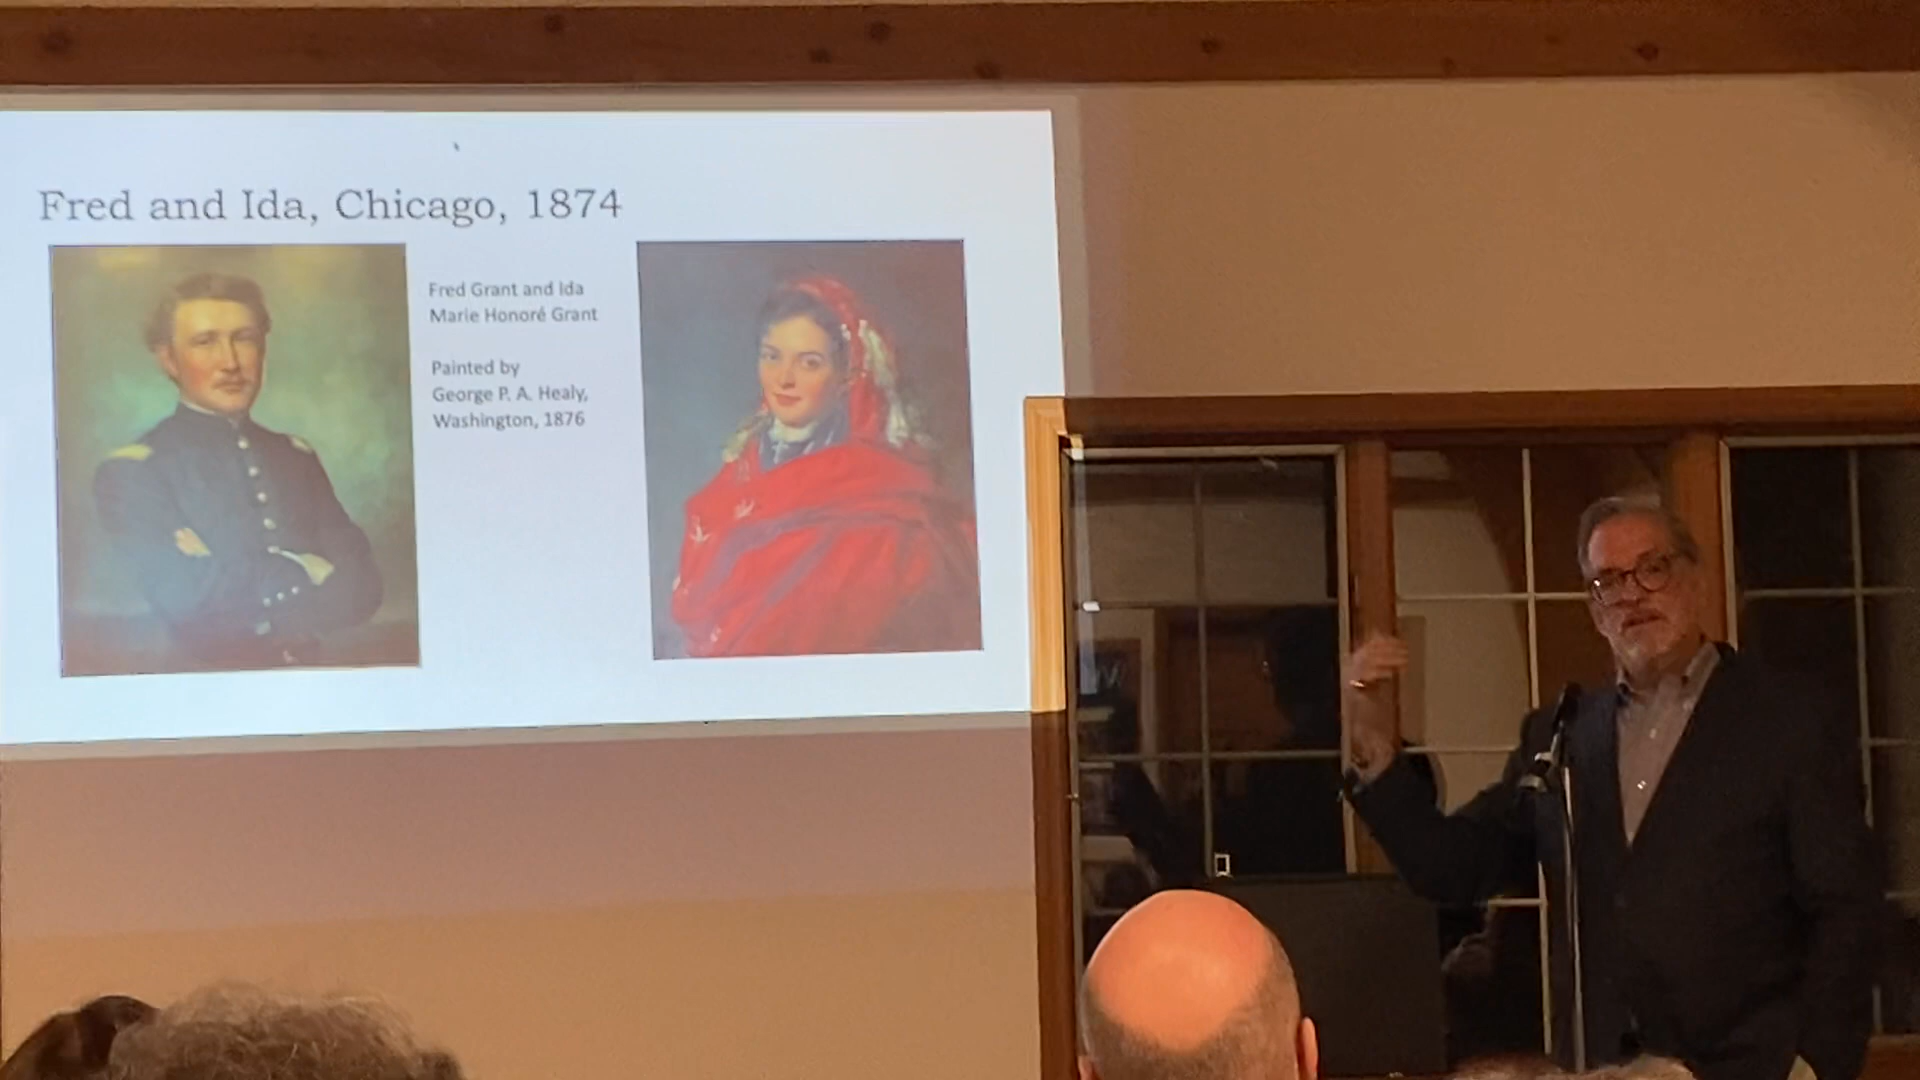 Fred and Ida, Chicago, 1874
Fred Grant and Ida
Marie Honoré Grant
Painted by
George P. A. Healy,
Washington, 1876